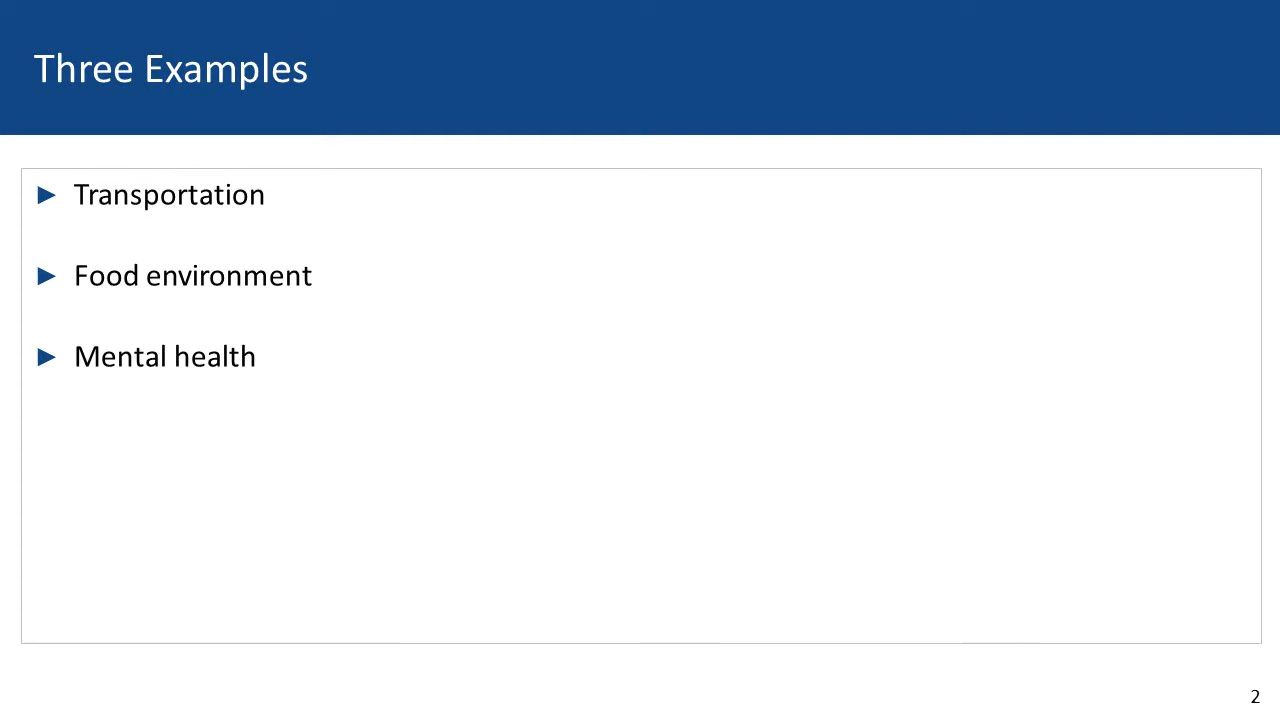 Three Examples
► Transportation
► Food environment
► Mental health
2